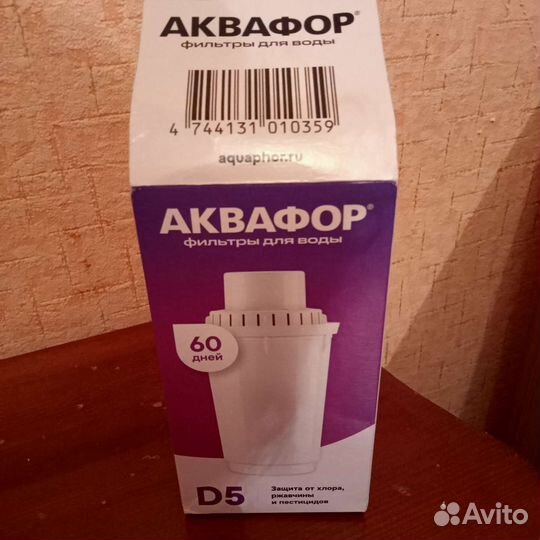 АКВАФОР®
фильтры для воды
4 744131 010359
aquaphor.ru
АКВАФОР®
фильтры для воды
60
дней
D5
Защита от хлора,
ржавчины
и пестицидов
Avito